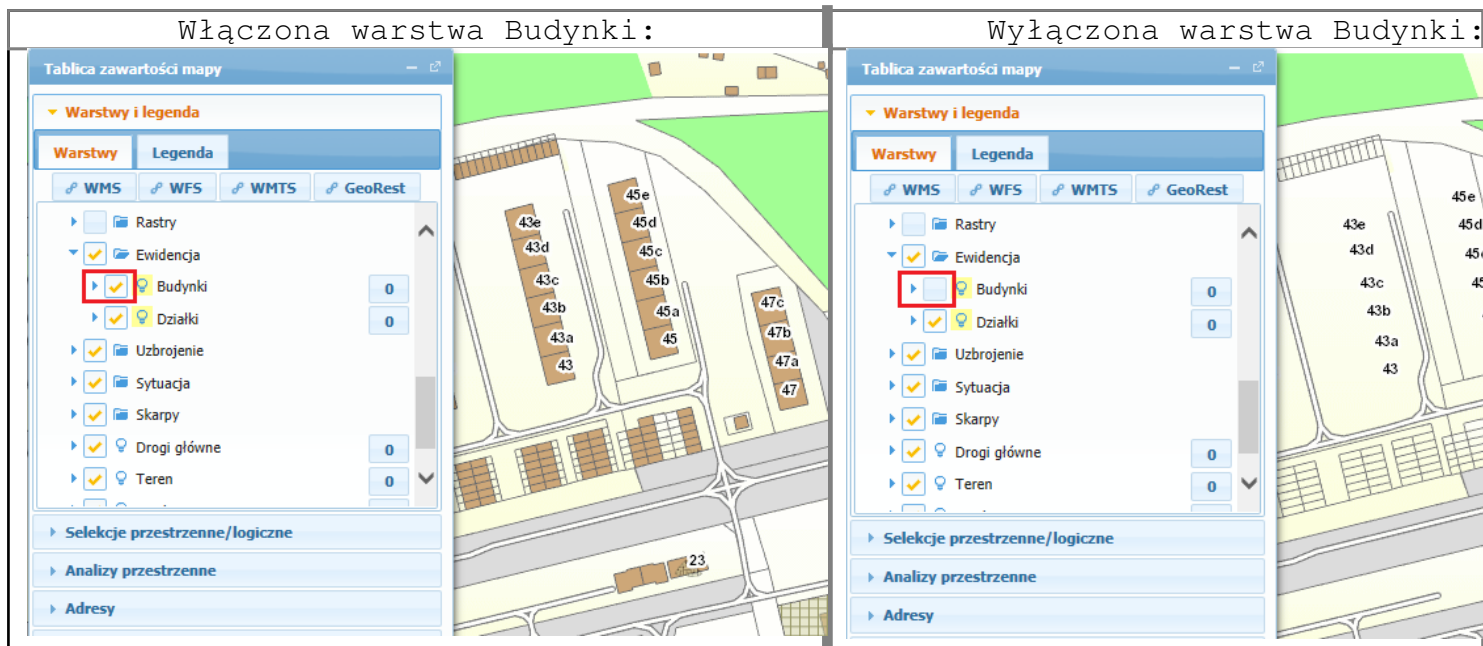 Włączona warstwa Budynki:
Tablica zawartości mapy
Warstwy i legenda
Warstwy Legenda
WMS WFS WMTS GeoRest
Rastry
Ewidencja
Budynki 0
Działki 0
Uzbrojenie
Sytuacja
Skarpy
Drogi główne 0
Teren 0
Selekcje przestrzenne/logiczne
Analizy przestrzenne
Adresy
45e
43e 45d
43d 45c
43c 45b
43b 45a 47c
43a 45 47b
43 47a
47
23
Wyłączona warstwa Budynki:
Tablica zawartości mapy
Warstwy i legenda
Warstwy Legenda
WMS WFS WMTS GeoRest
Rastry
Ewidencja
Budynki 0
Działki 0
Uzbrojenie
Sytuacja
Skarpy
Drogi główne 0
Teren 0
Selekcje przestrzenne/logiczne
Analizy przestrzenne
Adresy
45e
43e 45d
43d
43c
43b
43a
43